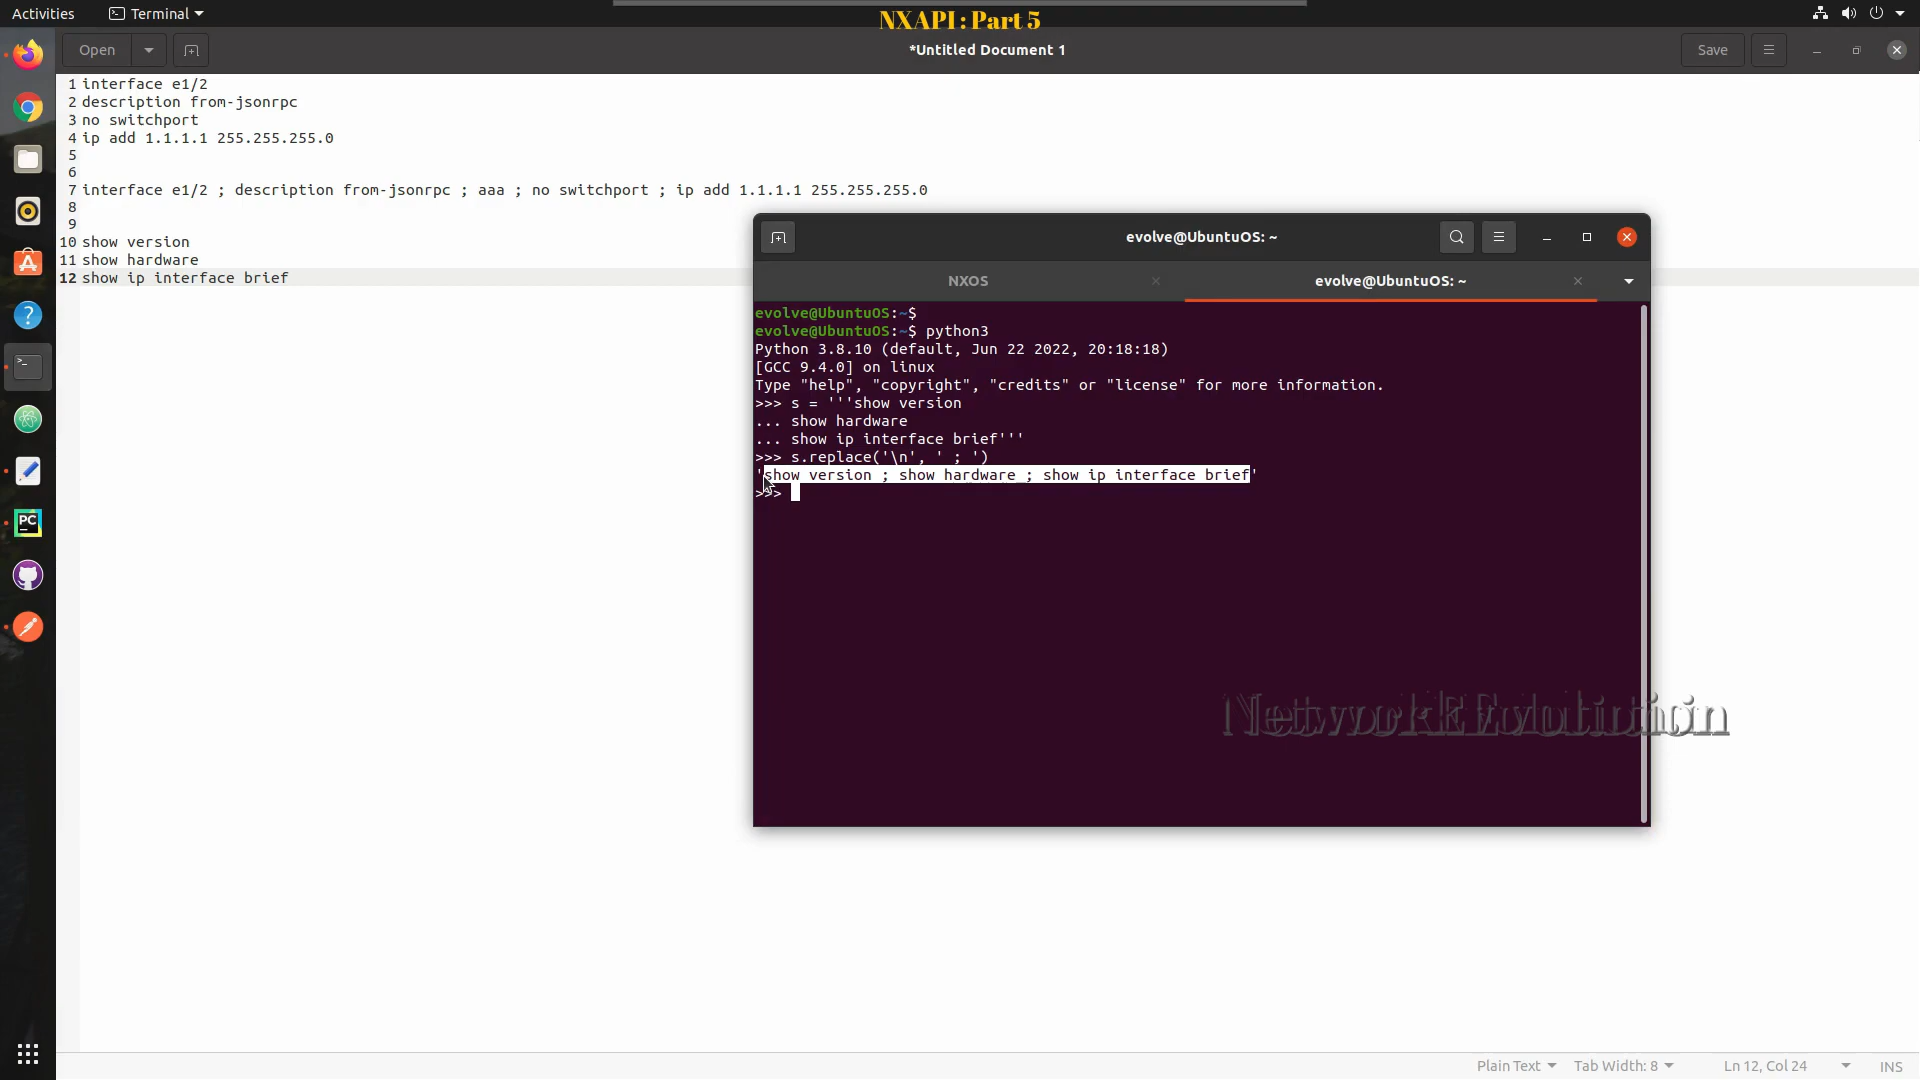 Activities
Terminal
NXAPI : Part 5
Open
*Untitled Document 1
Save
1 interface e1/2
2 description from-jsonrpc
3 no switchport
4 ip add 1.1.1.1 255.255.255.0
5
6
7 interface e1/2 ; description from-jsonrpc ; aaa ; no switchport ; ip add 1.1.1.1 255.255.255.0
8
9
10 show version
11 show hardware
12 show ip interface brief
evolve@UbuntuOS: ~
NXOS
evolve@UbuntuOS: ~
evolve@UbuntuOS:~$
evolve@UbuntuOS:~$ python3
Python 3.8.10 (default, Jun 22 2022, 20:18:18)
[GCC 9.4.0] on linux
Type "help", "copyright", "credits" or "license" for more information.
>>> s = '''show version
... show hardware
... show ip interface brief'''
>>> s.replace('\n', ' ; ')
'show version ; show hardware ; show ip interface brief'
>>>
PC
Plain Text
Tab Width: 8
Ln 12, Col 24
INS